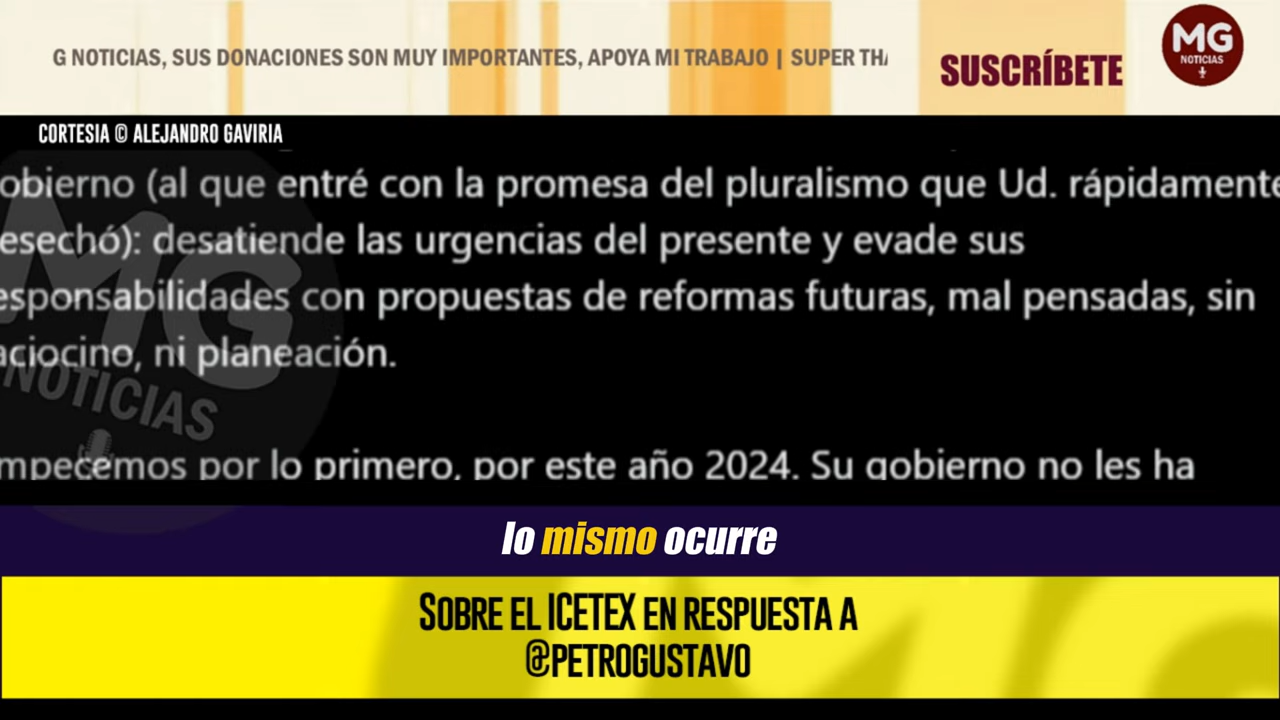 G NOTICIAS, SUS DONACIONES SON MUY IMPORTANTES, APOYA MI TRABAJO | SUPER THA
SUSCRÍBETE
MG
NOTICIAS
CORTESIA © ALEJANDRO GAVIRIA
obierno (al que entré con la promesa del pluralismo que Ud. rápidamente
esechó): desatiende las urgencias del presente y evade sus
esponsabilidades con propuestas de reformas futuras, mal pensadas, sin
aciocino, ni planeación.
MG
NOTICIAS
mpecemos por lo primero, por este año 2024. Su gobierno no les ha
lo mismo ocurre
SOBRE EL ICETEX EN RESPUESTA A
@PETROGUSTAVO